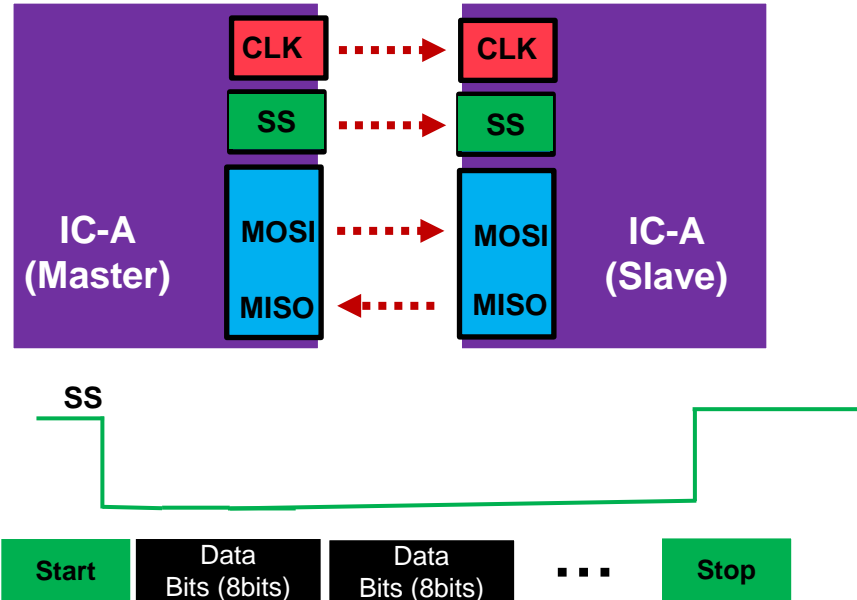 CLK
CLK
SS
SS
IC-A
(Master)
MOSI
MISO
MOSI
MISO
IC-A
(Slave)
SS
Start
Data
Bits (8bits)
Data
Bits (8bits)
...
Stop